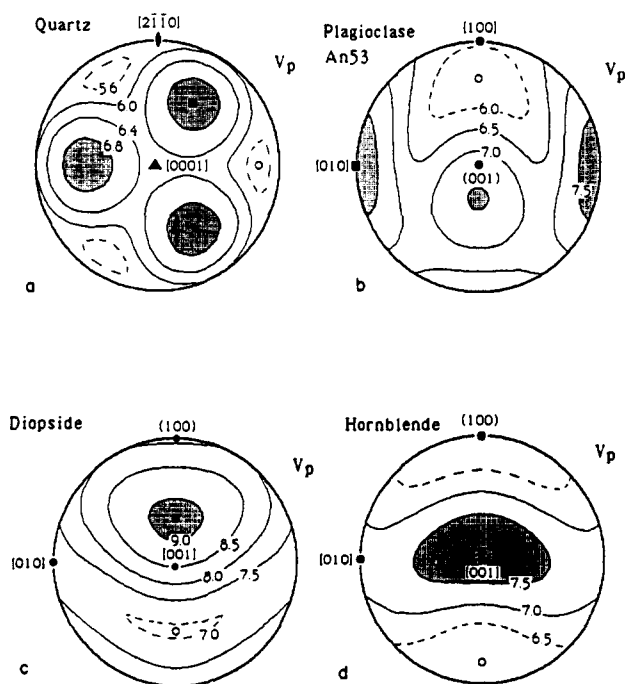 Quartz
[2110]
Vp
5.6
6.0
6.4
6.8
[0001]
a
Plagioclase
An53
{100}
Vp
6.0
6.5
7.0
[010]
(001)
7.5
b
Diopside
(100)
Vp
9.0
8.5
[001]
[010]
8.0
7.5
7.0
c
Hornblende
(100)
Vp
[010]
[001]
7.5
7.0
6.5
d